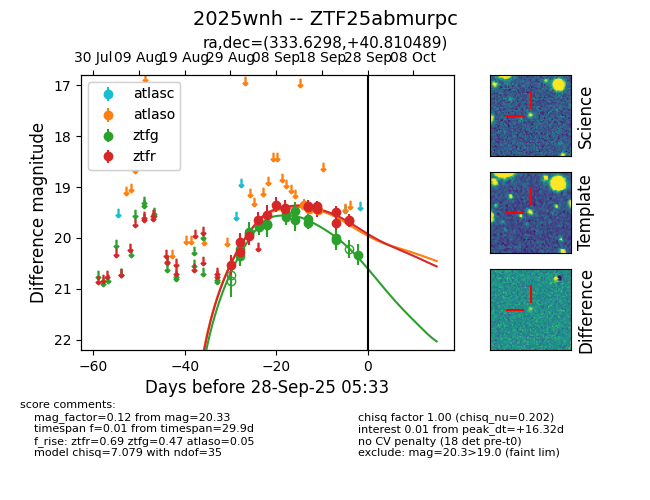 2025wnh -- ZTF25abmurpc
ra,dec=(333.6298,+40.810489)
30 Jul 09 Aug 19 Aug 29 Aug 08 Sep 18 Sep 28 Sep 08 Oct
17
18
19
20
21
22
Difference magnitude
atlasc
atlaso
ztfg
ztfr
−60 −40 −20 0
Days before 28-Sep-25 05:33
Science
Template
Difference
score comments:
mag_factor=0.12 from mag=20.33
timespan f=0.01 from timespan=29.9d
f_rise: ztfr=0.69 ztfg=0.47 atlaso=0.05
model chisq=7.079 with ndof=35
chisq factor 1.00 (chisq_nu=0.202)
interest 0.01 from peak_dt=+16.32d
no CV penalty (18 det pre-t0)
exclude: mag=20.3>19.0 (faint lim)